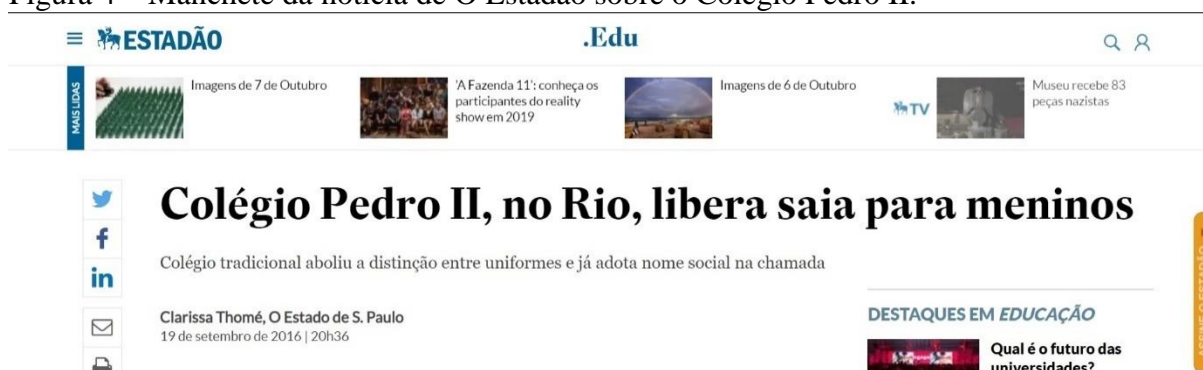 Figura 4 – Manchete da notícia de O Estadão sobre o Colégio Pedro II.
ESTADÃO
.Edu
MAIS LIDAS
Imagens de 7 de Outubro
'A Fazenda 11': conheça os
participantes do reality
show em 2019
Imagens de 6 de Outubro
TV
Museu recebe 83
peças nazistas
Colégio Pedro II, no Rio, libera saia para meninos
Colégio tradicional aboliu a distinção entre uniformes e já adota nome social na chamada
Clarissa Thomé, O Estado de S. Paulo
19 de setembro de 2016 | 20h36
DESTAQUES EM EDUCAÇÃO
Qual é o futuro das
universidades?
ASSINE O ESTADÃO